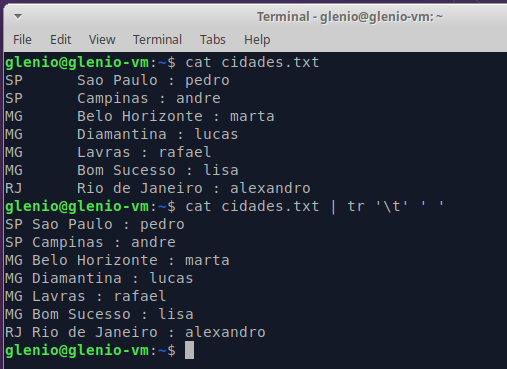 Terminal - glenio@glenio-vm: ~
File Edit View Terminal Tabs Help
glenio@glenio-vm:~$ cat cidades.txt
SP      Sao Paulo : pedro
SP      Campinas : andre
MG      Belo Horizonte : marta
MG      Diamantina : lucas
MG      Lavras : rafael
MG      Bom Sucesso : lisa
RJ      Rio de Janeiro : alexandro
glenio@glenio-vm:~$ cat cidades.txt | tr '\t' ' '
SP Sao Paulo : pedro
SP Campinas : andre
MG Belo Horizonte : marta
MG Diamantina : lucas
MG Lavras : rafael
MG Bom Sucesso : lisa
RJ Rio de Janeiro : alexandro
glenio@glenio-vm:~$